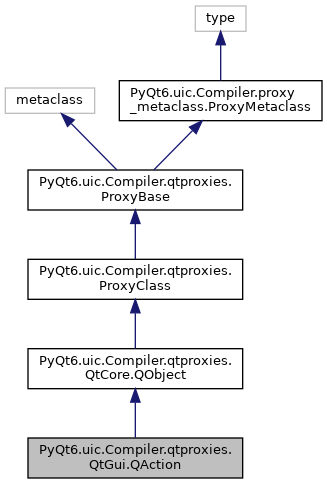 type
PyQt6.uic.Compiler.proxy
_metaclass.ProxyMetaclass
metaclass
PyQt6.uic.Compiler.qtproxies.
ProxyBase
PyQt6.uic.Compiler.qtproxies.
ProxyClass
PyQt6.uic.Compiler.qtproxies.
QtCore.QObject
PyQt6.uic.Compiler.qtproxies.
QtGui.QAction